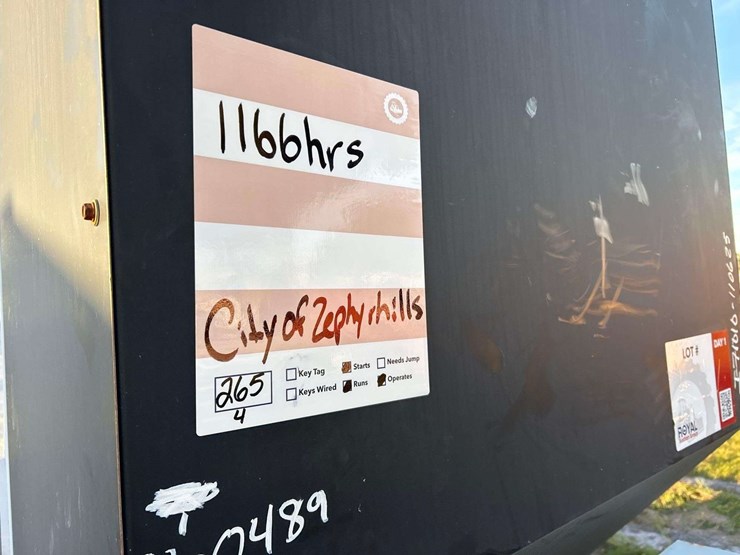 1166hrs
City of Zephyrhills
265
4
Key Tag
Starts
Needs Jump
Keys Wired
Runs
Operates
0489
LOT #
DAY 1
ROYAL